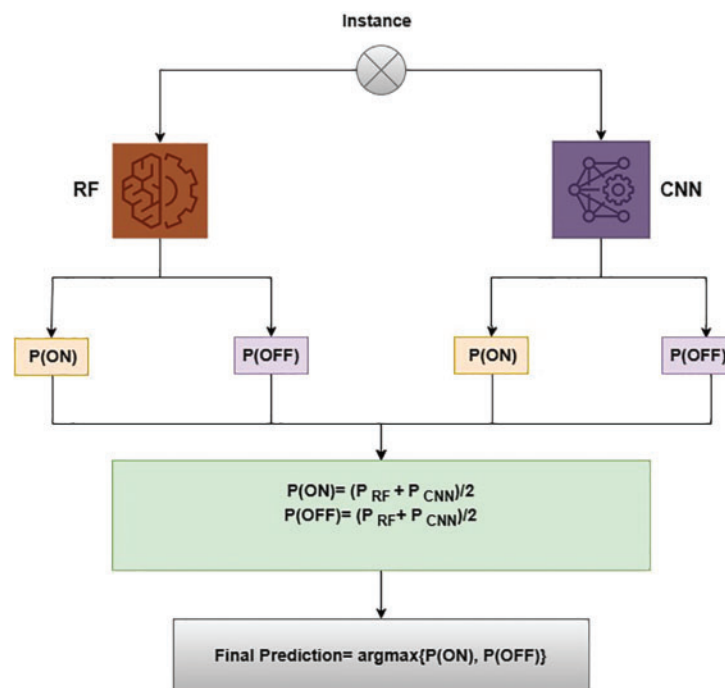 Instance
RF
CNN
P(ON)
P(OFF)
P(ON)
P(OFF)
P(ON)= (P RF + P CNN)/2
P(OFF)= (P RF+ P CNN)/2
Final Prediction= argmax{P(ON), P(OFF)}